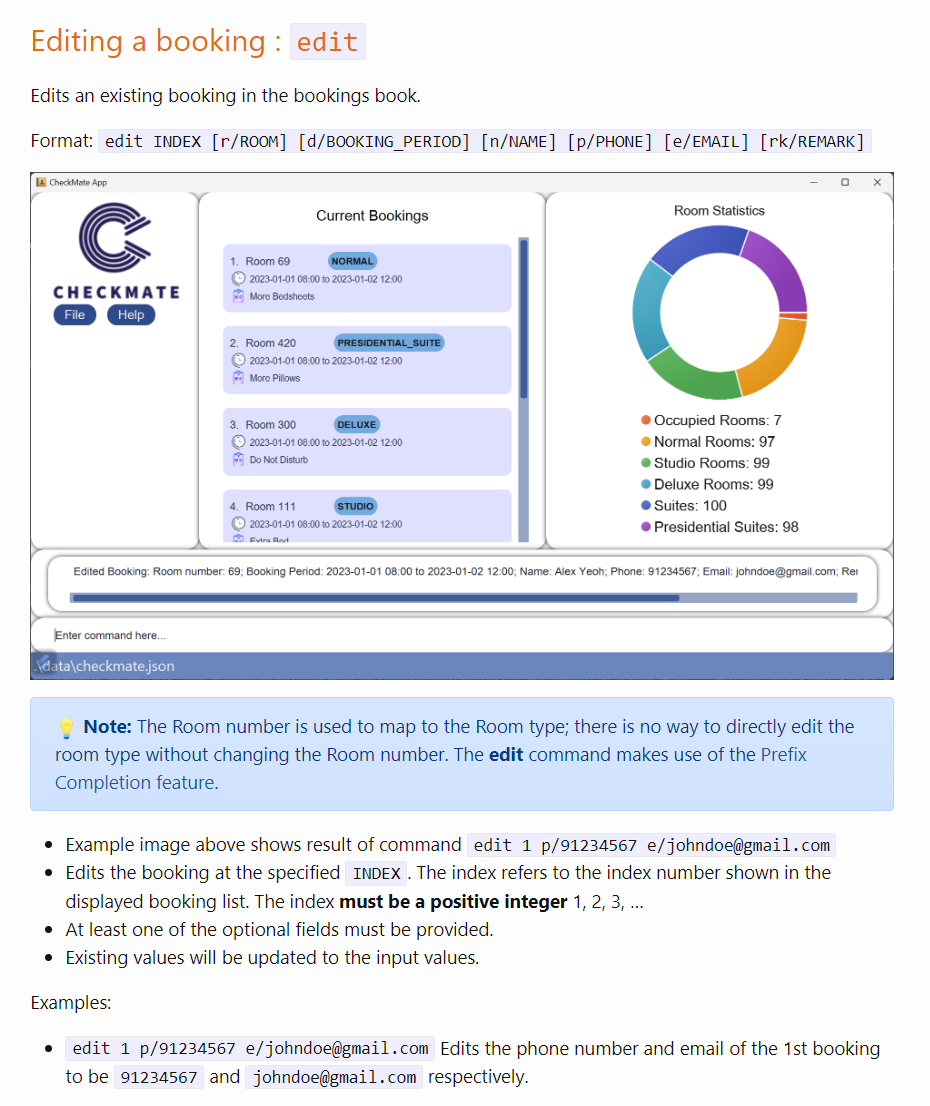 Editing a booking : edit
Edits an existing booking in the bookings book.
Format: edit INDEX [r/ROOM] [d/BOOKING_PERIOD] [n/NAME] [p/PHONE] [e/EMAIL] [rk/REMARK]
CheckMate App
CHECKMATE
File Help
Current Bookings
1. Room 69 NORMAL
2023-01-01 08:00 to 2023-01-02 12:00
More Bedsheets
2. Room 420 PRESIDENTIAL_SUITE
2023-01-01 08:00 to 2023-01-02 12:00
More Pillows
3. Room 300 DELUXE
2023-01-01 08:00 to 2023-01-02 12:00
Do Not Disturb
4. Room 111 STUDIO
2023-01-01 08:00 to 2023-01-02 12:00
Extra Bed
Room Statistics
Occupied Rooms: 7
Normal Rooms: 97
Studio Rooms: 99
Deluxe Rooms: 99
Suites: 100
Presidential Suites: 98
Edited Booking: Room number: 69; Booking Period: 2023-01-01 08:00 to 2023-01-02 12:00; Name: Alex Yeoh; Phone: 91234567; Email: johndoe@gmail.com;
Enter command here...
.\data\checkmate.json
Note: The Room number is used to map to the Room type; there is no way to directly edit the
room type without changing the Room number. The edit command makes use of the Prefix
Completion feature.
Example image above shows result of command edit 1 p/91234567 e/johndoe@gmail.com
Edits the booking at the specified INDEX. The index refers to the index number shown in the
displayed booking list. The index must be a positive integer 1, 2, 3, …
At least one of the optional fields must be provided.
Existing values will be updated to the input values.
Examples:
edit 1 p/91234567 e/johndoe@gmail.com Edits the phone number and email of the 1st booking
to be 91234567 and johndoe@gmail.com respectively.